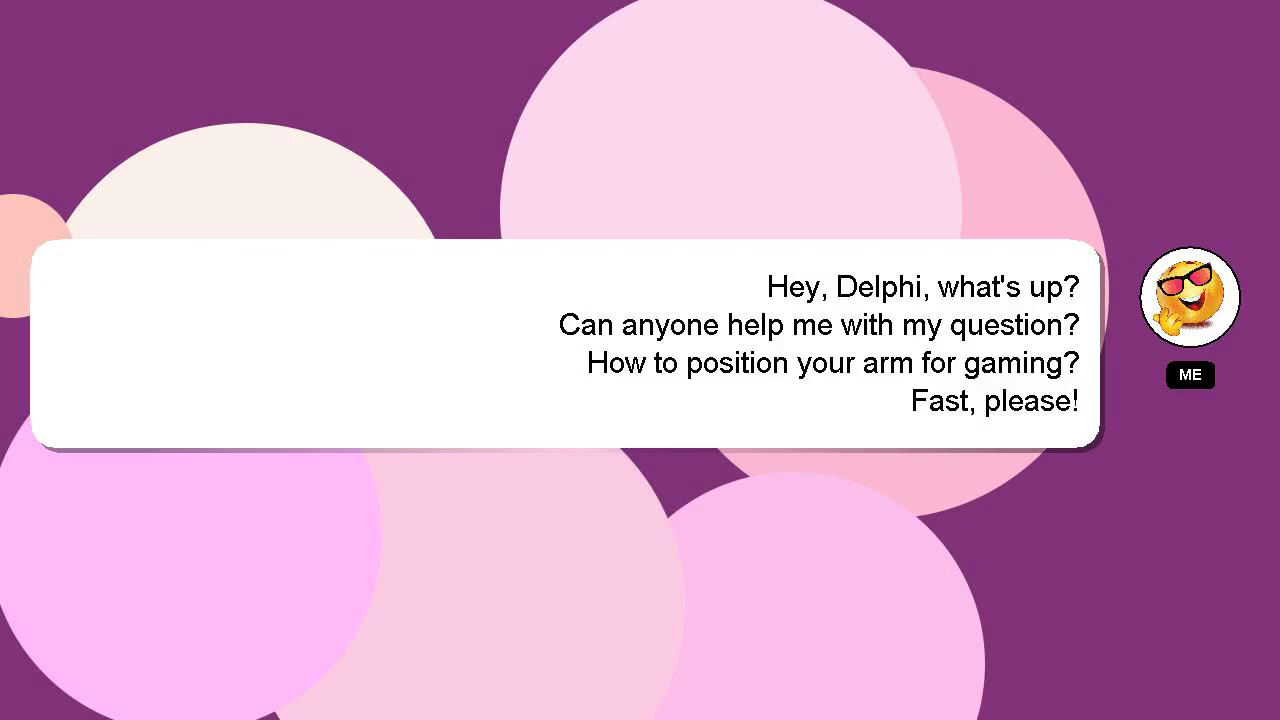 Hey, Delphi, what's up?
Can anyone help me with my question?
How to position your arm for gaming?
Fast, please!
ME